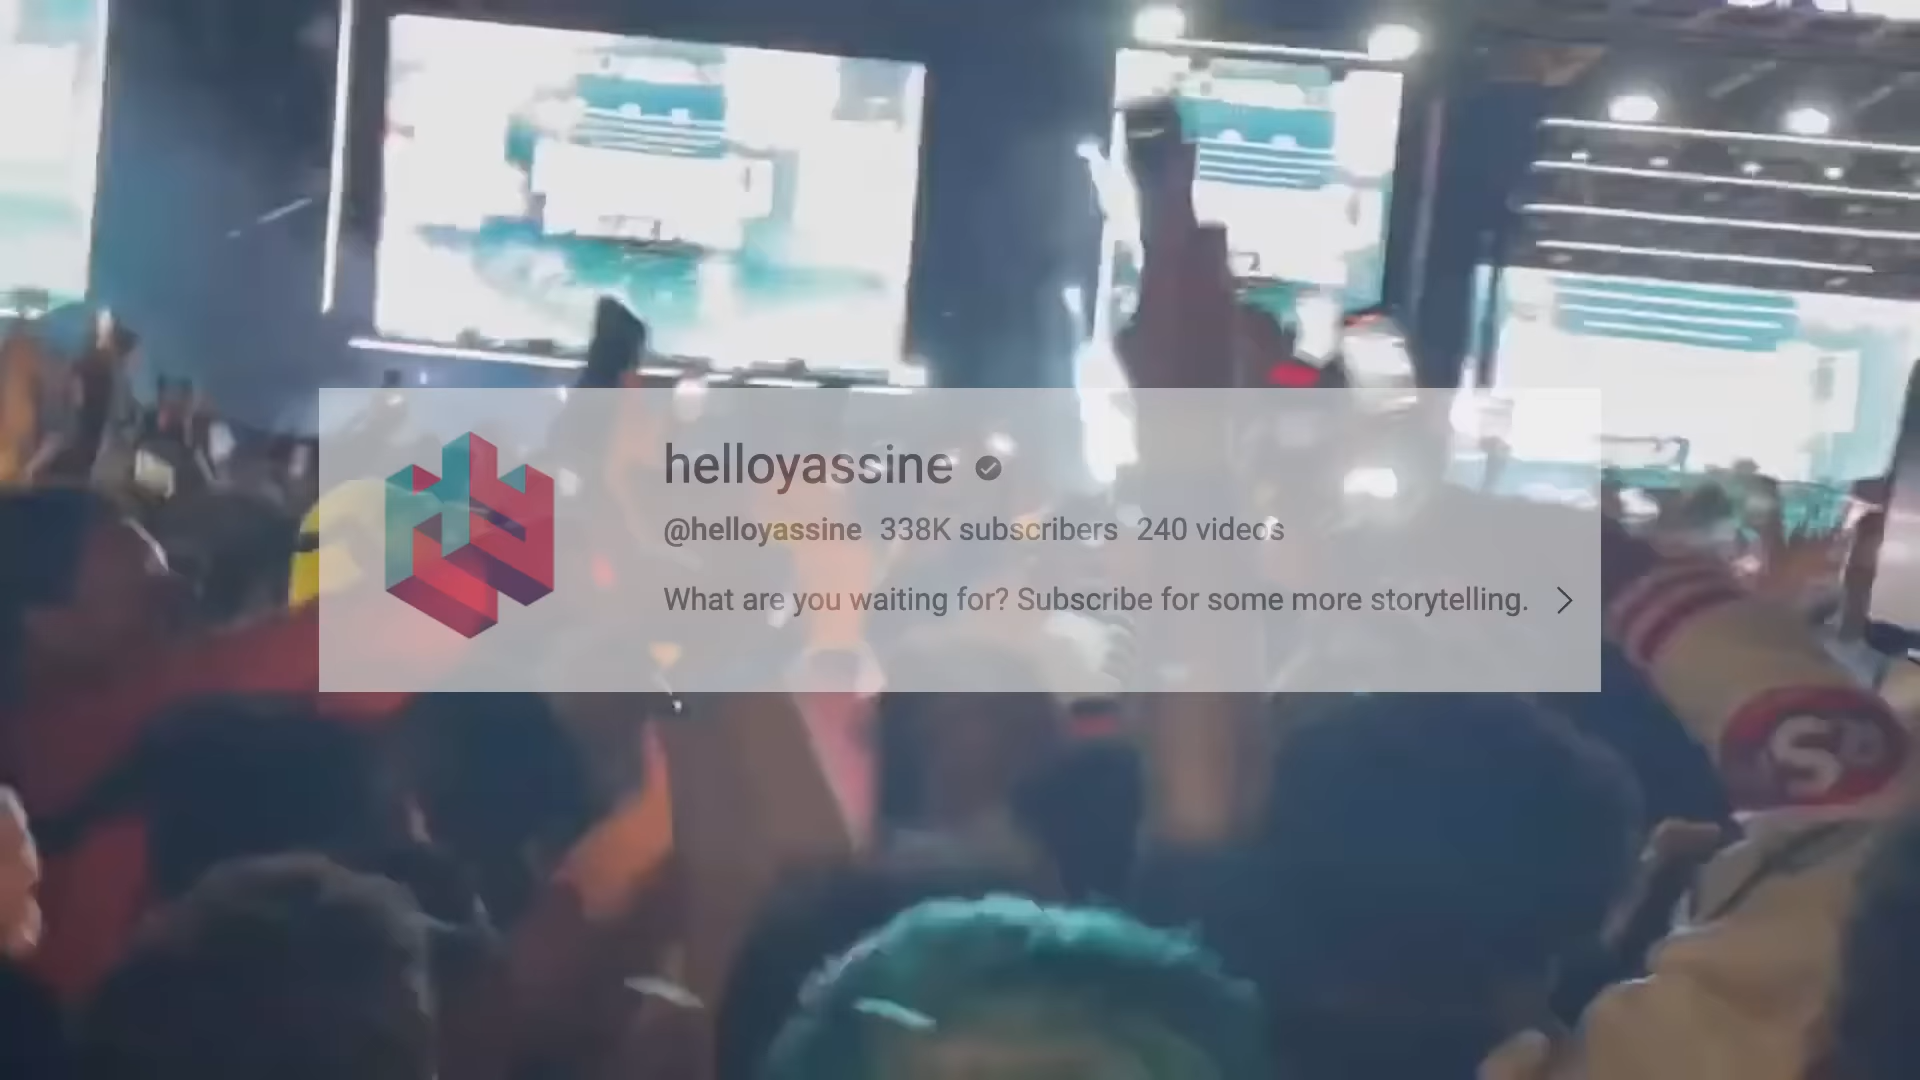 helloyassine
@helloyassine 338K subscribers 240 videos
What are you waiting for? Subscribe for some more storytelling.
S